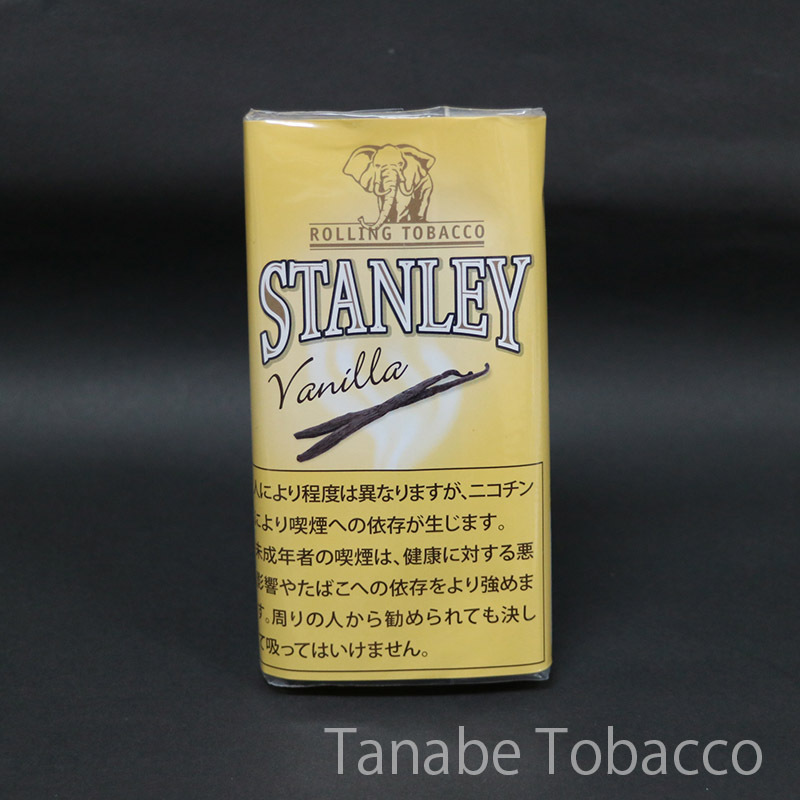 ROLLING TOBACCO
STANLEY
Vanilla
人により程度は異なりますが、ニコチン
により喫煙への依存が生じます。
未成年者の喫煙は、健康に対する悪
影響やたばこへの依存をより強めま
す。周りの人から勧められても決し
て吸ってはいけません。
Tanabe Tobacco